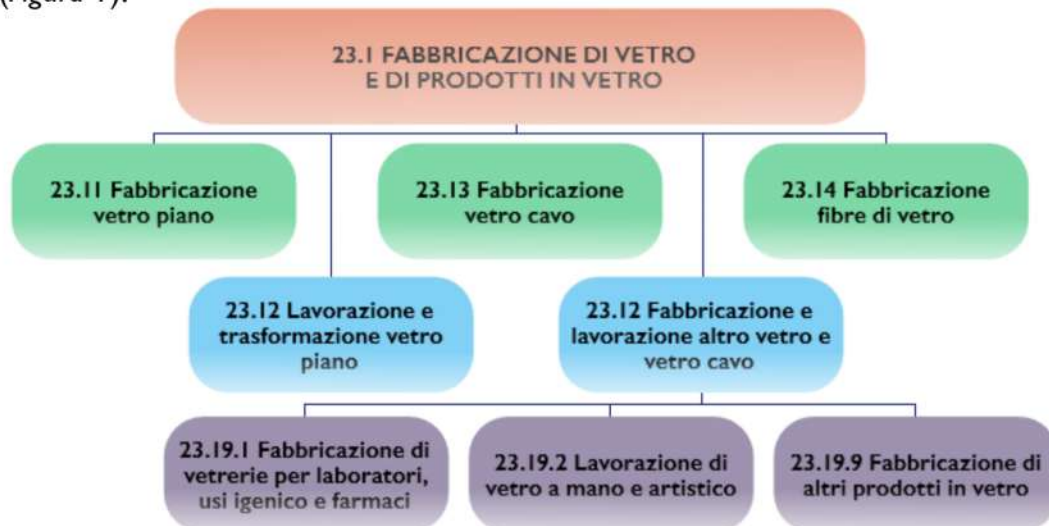 (Figura 1).
23.1 FABBRICAZIONE DI VETRO
E DI PRODOTTI IN VETRO
23.11 Fabbricazione
vetro piano
23.13 Fabbricazione
vetro cavo
23.14 Fabbricazione
fibre di vetro
23.12 Lavorazione e
trasformazione vetro
piano
23.12 Fabbricazione e
lavorazione altro vetro e
vetro cavo
23.19.1 Fabbricazione di
vetrerie per laboratori,
usi igenico e farmaci
23.19.2 Lavorazione di
vetro a mano e artistico
23.19.9 Fabbricazione di
altri prodotti in vetro